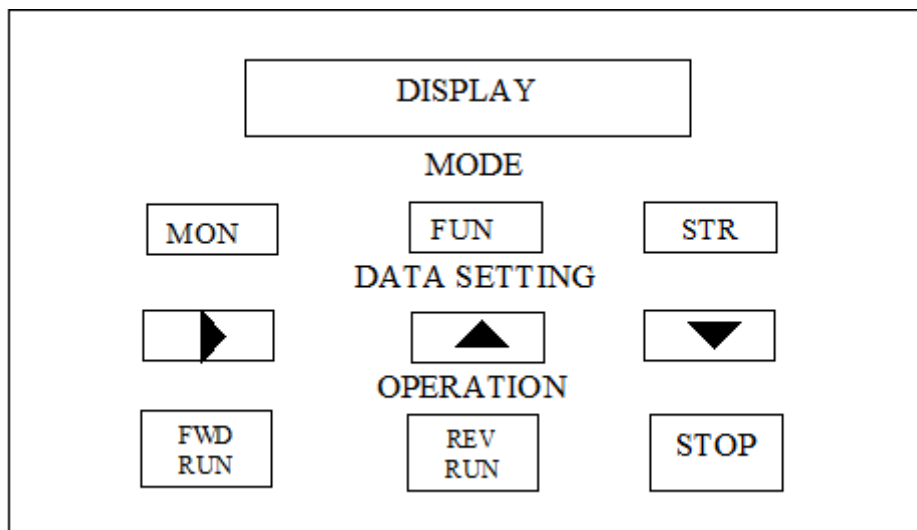 DISPLAY
MODE
MON FUN STR
DATA SETTING
OPERATION
FWD RUN
REV RUN
STOP